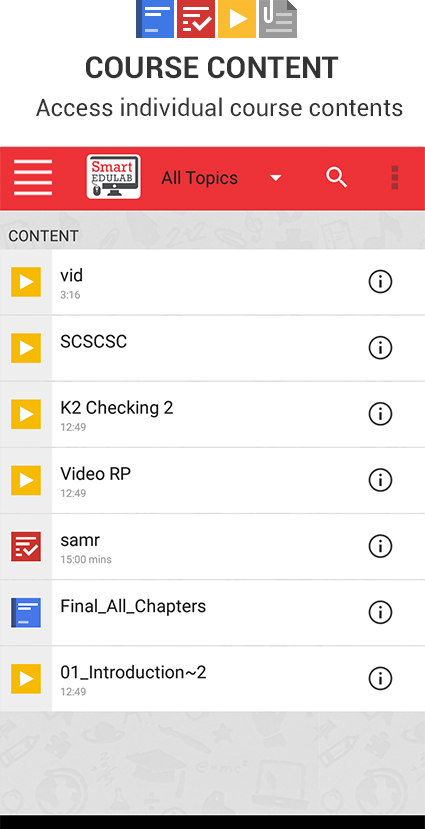 COURSE CONTENT
Access individual course contents
Smart
EDULAB
All Topics
CONTENT
vid
3:16
SCSCSC
K2 Checking 2
12:49
Video RP
12:49
samr
15:00 mins
Final_All_Chapters
01_Introduction~2
12:49